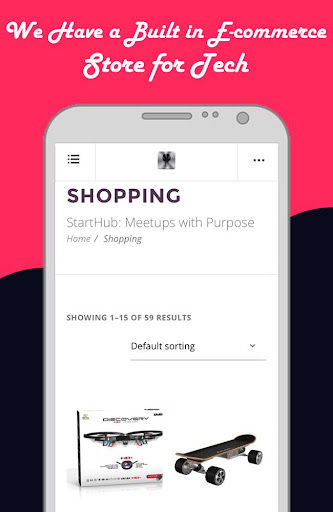 We Have a Built in E-commerce
Store for Tech
SHOPPING
StartHub: Meetups with Purpose
Home / Shopping
SHOWING 1–15 OF 59 RESULTS
Default sorting
DISCOVERY